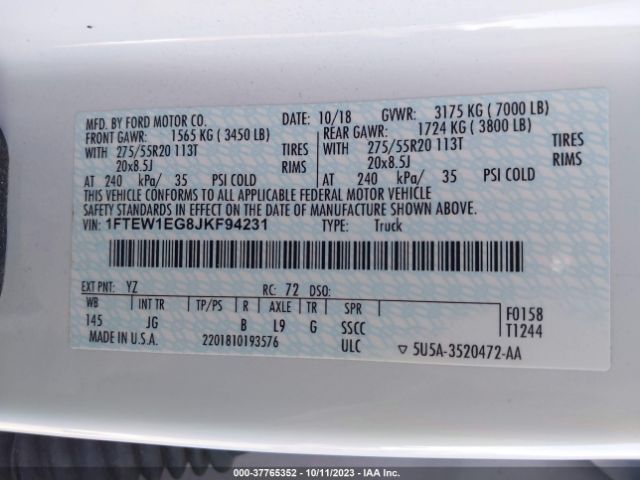 MFD. BY FORD MOTOR CO. DATE: 10/18 GVWR: 3175 KG ( 7000 LB)
FRONT GAWR: 1565 KG ( 3450 LB) REAR GAWR: 1724 KG ( 3800 LB)
WITH 275/55R20 113T TIRES WITH 275/55R20 113T TIRES
20x8.5J RIMS 20x8.5J RIMS
AT 240 kPa/ 35 PSI COLD AT 240 kPa/ 35 PSI COLD
THIS VEHICLE CONFORMS TO ALL APPLICABLE FEDERAL MOTOR VEHICLE
SAFETY STANDARDS IN EFFECT ON THE DATE OF MANUFACTURE SHOWN ABOVE.
VIN: 1FTEW1EG8JKF94231 TYPE: Truck
EXT PNT: YZ RC: 72 DSO:
WB INT TR TP/PS R AXLE TR SPR
145 JG B L9 G SSCC
F0158
T1244
MADE IN U.S.A. 2201810193576 ULC ▽ 5U5A-3520472-AA
000-37765352 | 10/11/2023 - IAA Inc.